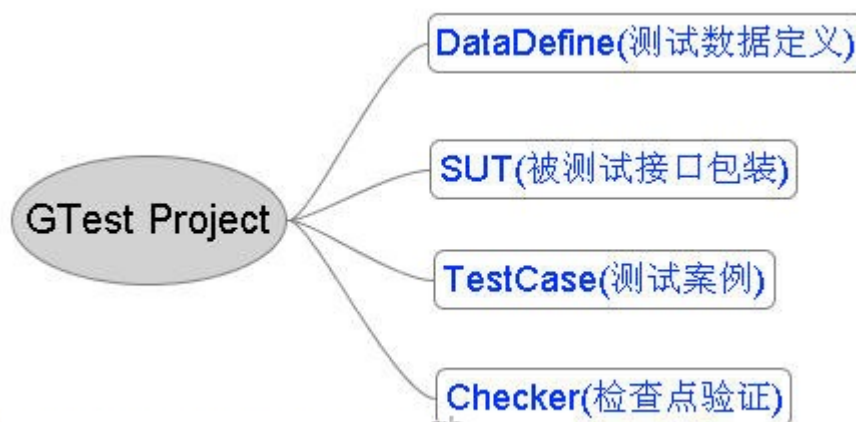 DataDefine(测试数据定义)
SUT(被测试接口包装)
GTest Project
TestCase(测试案例)
Checker(检查点验证)